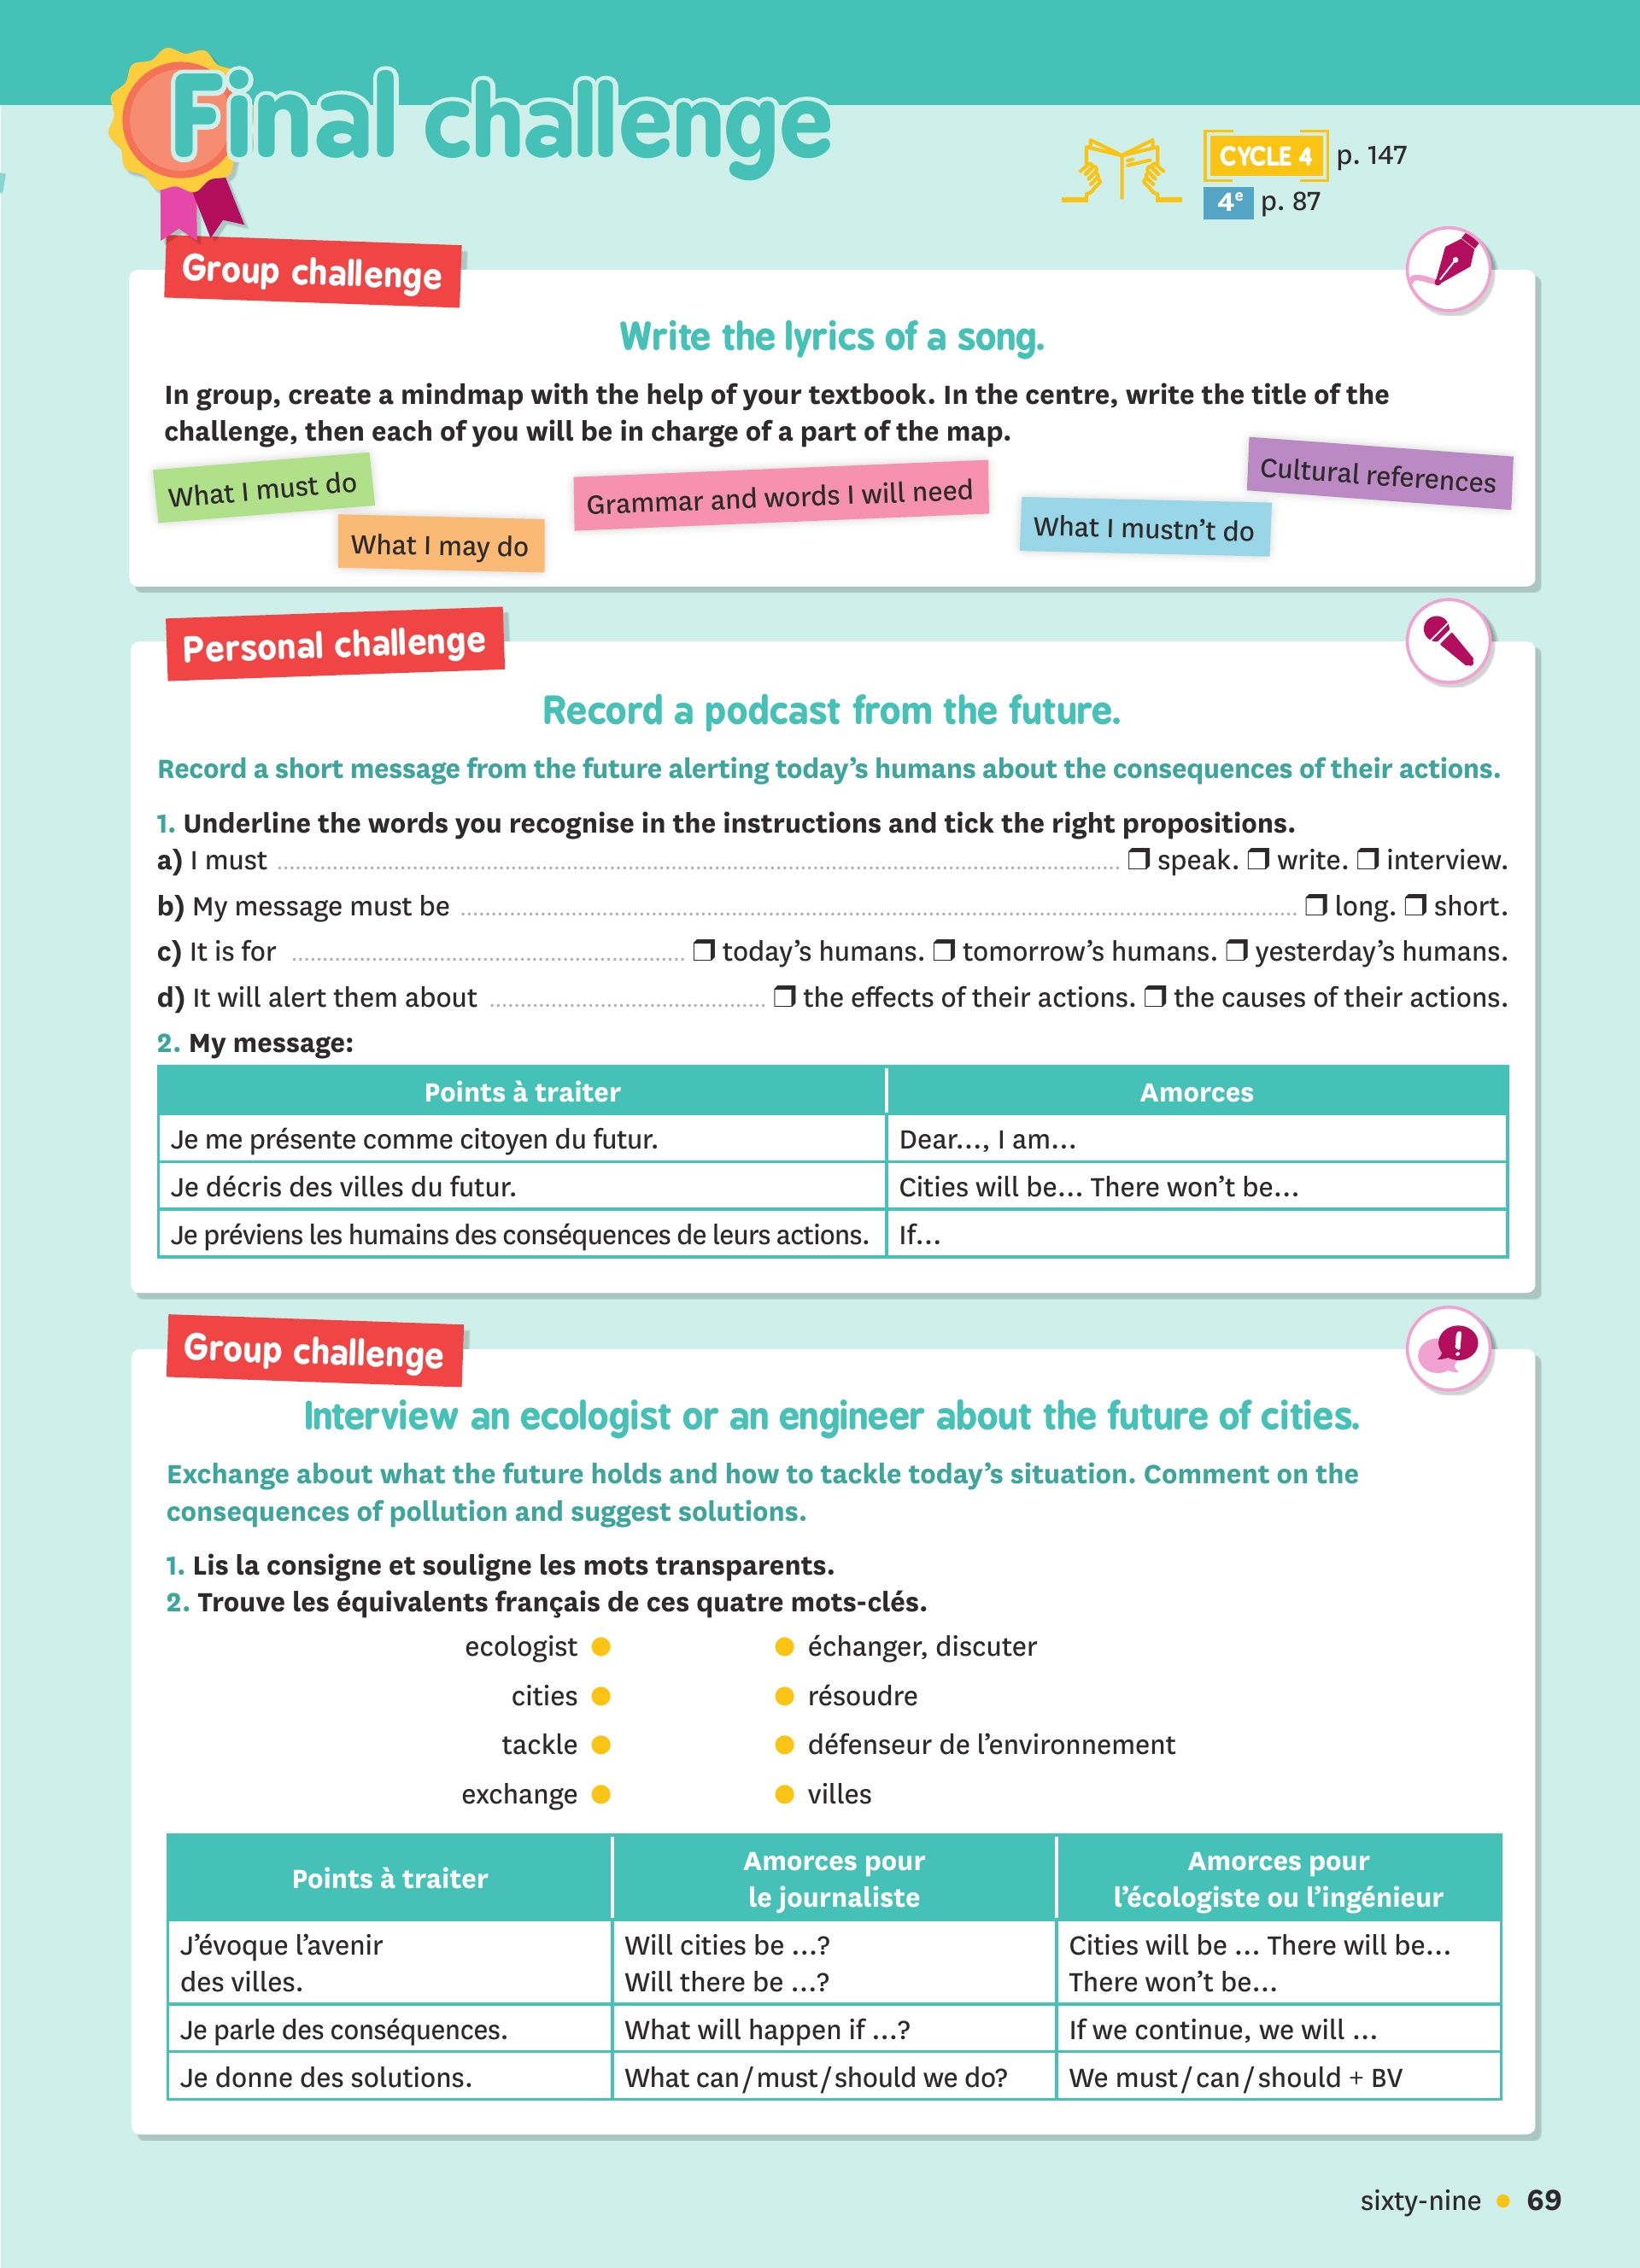 Final challenge
CYCLE 4 p. 147
4e p. 87
Group challenge
Write the lyrics of a song.
In group, create a mindmap with the help of your textbook. In the centre, write the title of the
challenge, then each of you will be in charge of a part of the map.
What I must do
What I may do
Grammar and words I will need
What I mustn't do
Cultural references
Personal challenge
Record a podcast from the future.
Record a short message from the future alerting today's humans about the consequences of their actions.
1. Underline the words you recognise in the instructions and tick the right propositions.
a) I must ........ ❒ speak. ❒ write. ❒ interview.
b) My message must be ........ ❒ long. ❒ short.
c) It is for ........ ❒ today's humans. ❒ tomorrow's humans. ❒ yesterday's humans.
d) It will alert them about ........ ❒ the effects of their actions. ❒ the causes of their actions.
2. My message:
Points à traiter Amorces
Je me présente comme citoyen du futur. Dear…, I am…
Je décris des villes du futur. Cities will be… There won't be…
Je préviens les humains des conséquences de leurs actions. If…
Group challenge
Interview an ecologist or an engineer about the future of cities.
Exchange about what the future holds and how to tackle today's situation. Comment on the
consequences of pollution and suggest solutions.
1. Lis la consigne et souligne les mots transparents.
2. Trouve les équivalents français de ces quatre mots-clés.
ecologist ● ● échanger, discuter
cities ● ● résoudre
tackle ● ● défenseur de l'environnement
exchange ● ● villes
Points à traiter
Amorces pour
le journaliste
Amorces pour
l'écologiste ou l'ingénieur
J'évoque l'avenir
des villes.
Will cities be …?
Will there be …?
Cities will be … There will be…
There won't be…
Je parle des conséquences. What will happen if …? If we continue, we will …
Je donne des solutions. What can/must/should we do? We must/can/should + BV
sixty-nine ● 69